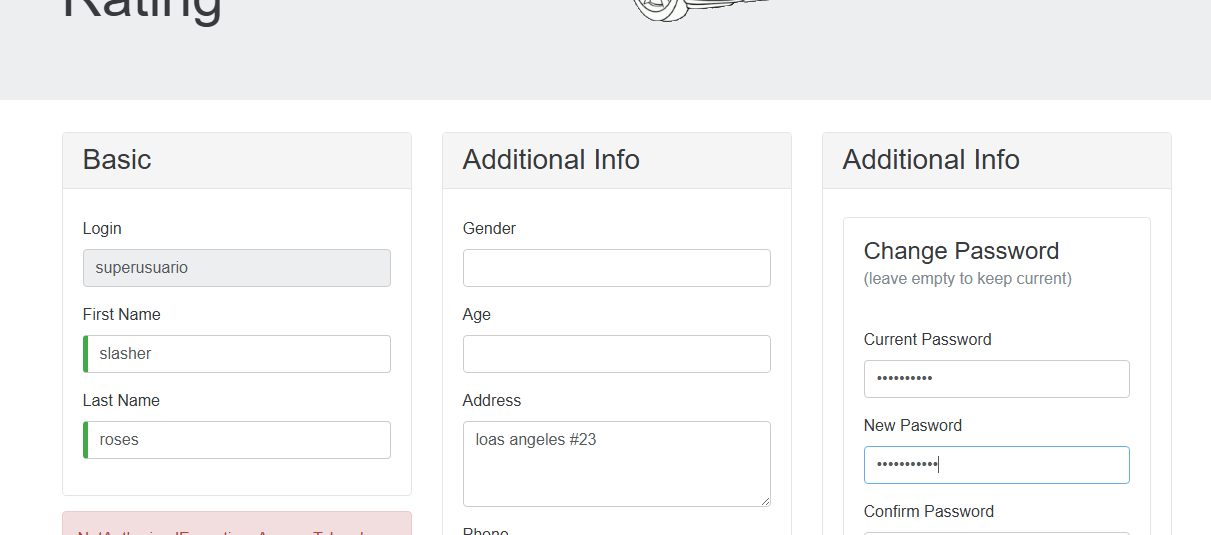 Rating
Basic
Login
superusuario
First Name
slasher
Last Name
roses
Additional Info
Gender
Age
Address
loas angeles #23
Phone
Additional Info
Change Password
(leave empty to keep current)
Current Password
••••••••••
New Pasword
•••••••••••
Confirm Password